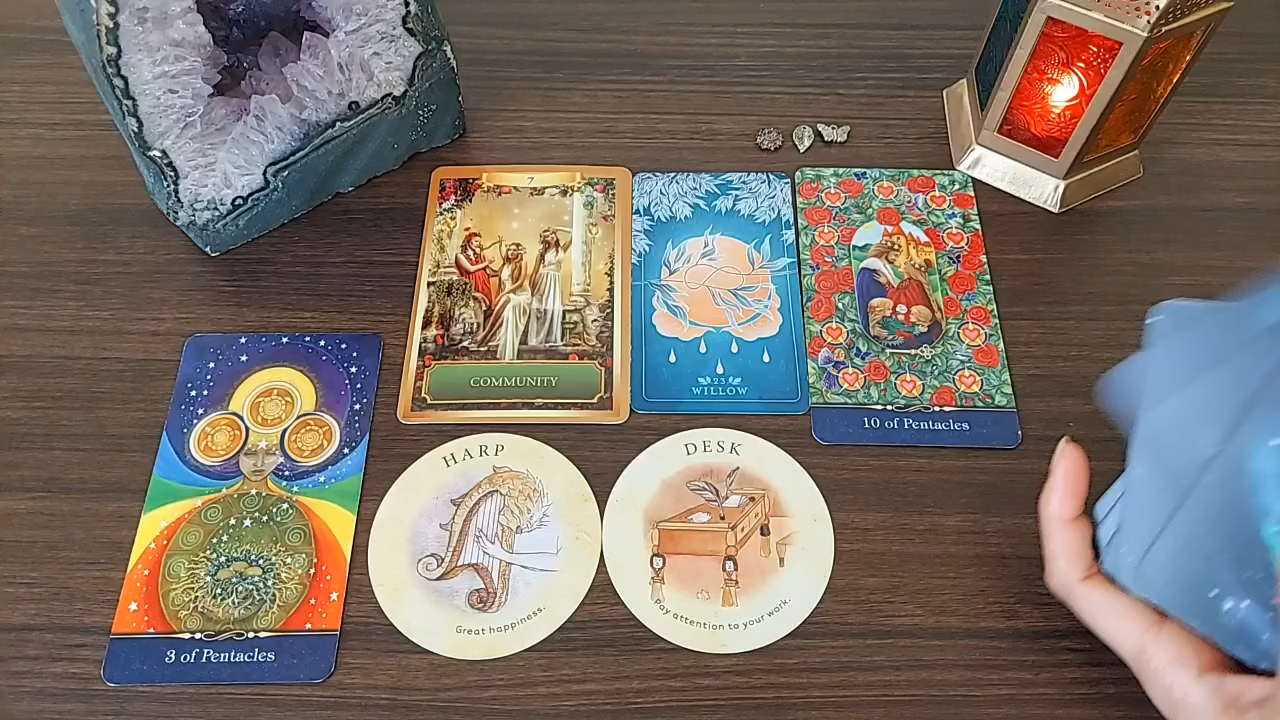 7
COMMUNITY
23
WILLOW
10 of Pentacles
3 of Pentacles
HARP
Great happiness.
DESK
Pay attention to your work.